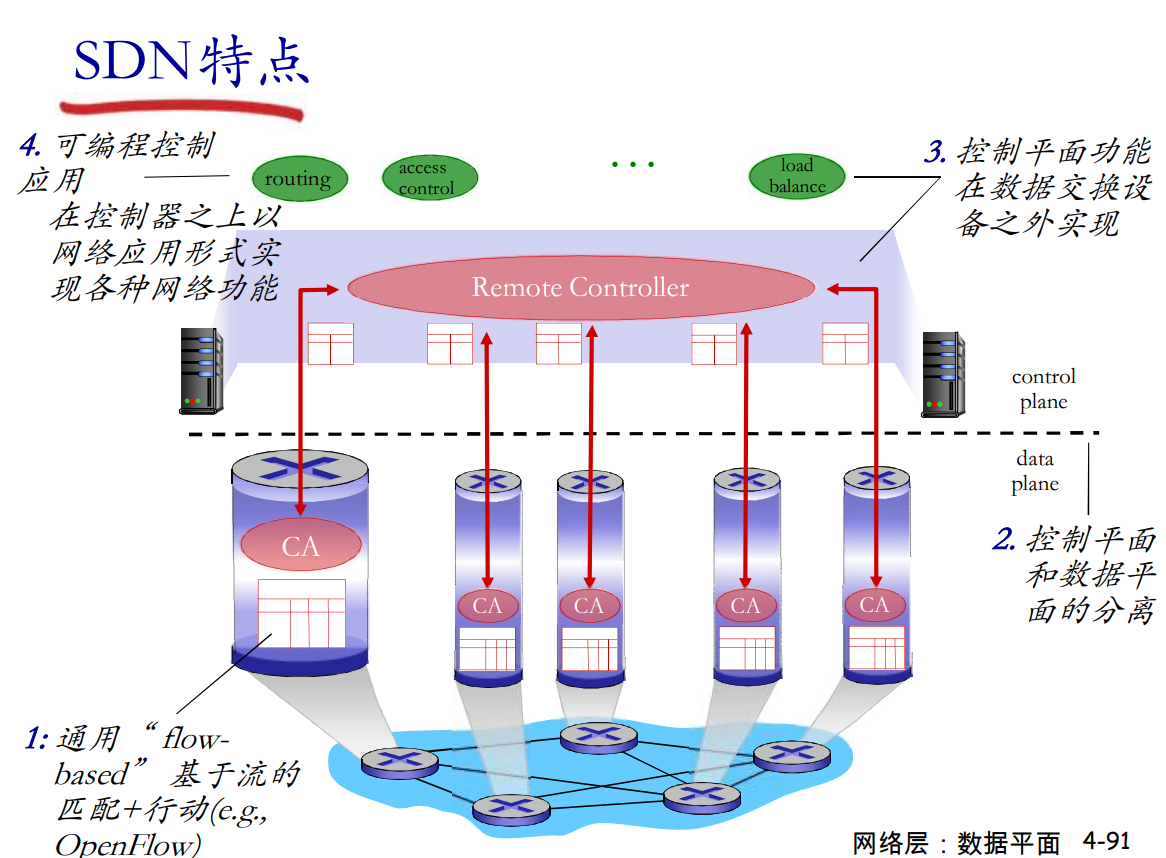 SDN特点
4. 可编程控制
应用
在控制器之上以
网络应用形式实
现各种网络功能
routing
access
control
...
load
balance
3. 控制平面功能
在数据交换设
备之外实现
Remote Controller
control
plane
data
plane
2. 控制平面
和数据平
面的分离
CA
CA
CA
CA
CA
1: 通用 “ flow-
based” 基于流的
匹配+行动(e.g.,
OpenFlow)
网络层：数据平面 4-91